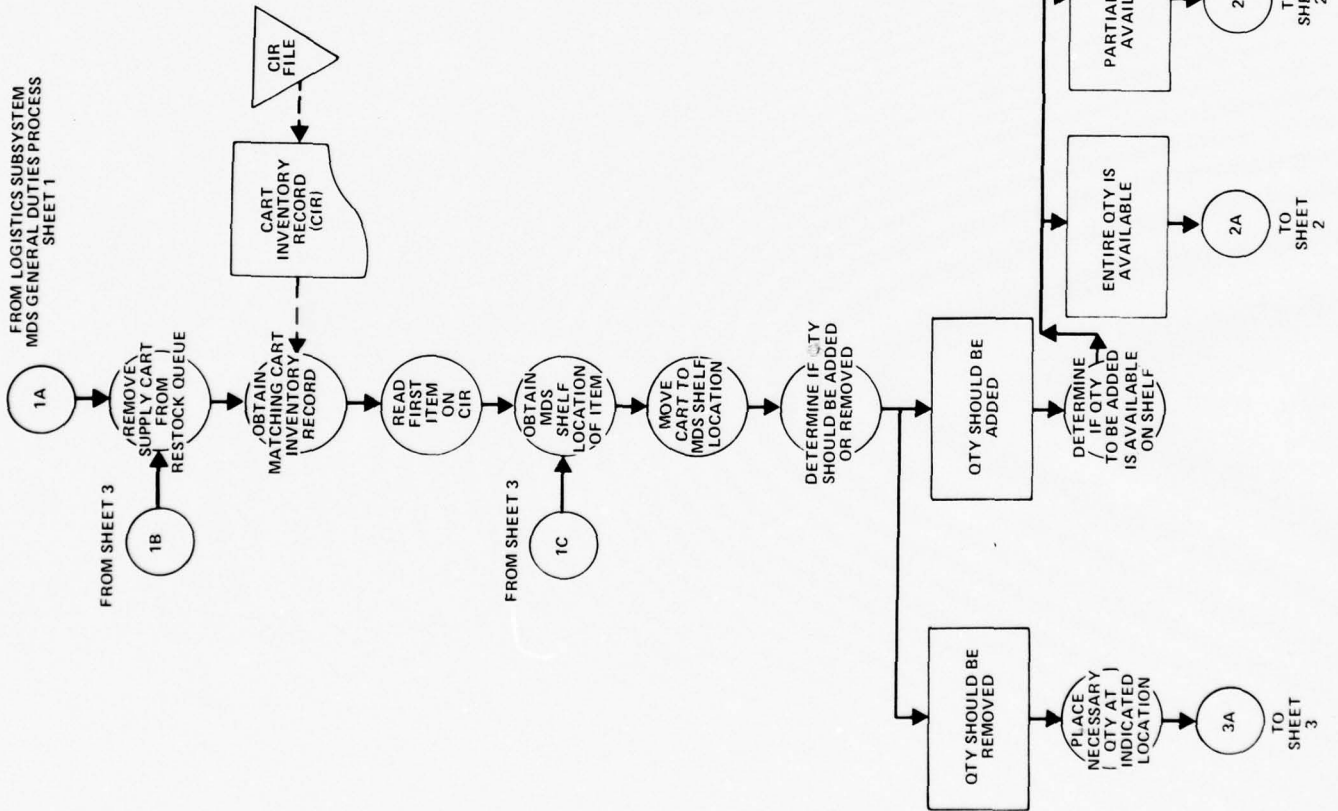 FROM LOGISTICS SUBSYSTEM
MDS GENERAL DUTIES PROCESS
SHEET 1
1A
FROM SHEET 3
1B
REMOVE
SUPPLY CART
FROM
RESTOCK QUEUE
OBTAIN
MATCHING CART
INVENTORY
RECORD
CART
INVENTORY
RECORD
(CIR)
CIR
FILE
READ
FIRST
ITEM
ON
CIR
FROM SHEET 3
1C
OBTAIN
MDS
SHELF
LOCATION
OF ITEM
MOVE
CART TO
MDS SHELF
LOCATION
DETERMINE IF QTY
SHOULD BE ADDED
OR REMOVED
QTY SHOULD BE
REMOVED
PLACE
NECESSARY
QTY AT
INDICATED
LOCATION
3A
TO
SHEET
3
QTY SHOULD BE
ADDED
DETERMINE
IF QTY
TO BE ADDED
IS AVAILABLE
ON SHELF
ENTIRE QTY IS
AVAILABLE
2A
TO
SHEET
2
PARTIAL
AVAIL
2